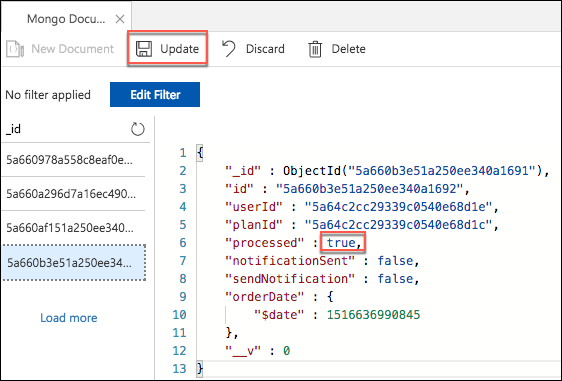 Mongo Docu...
New Document
Update
Discard
Delete
No filter applied
Edit Filter
_id
5a660978a558c8eaf0e...
5a660a296d7a16ec490...
5a660af151a250ee340...
5a660b3e51a250ee34...
Load more
1 {
2 "_id" : ObjectId("5a660b3e51a250ee340a1691"),
3 "id" : "5a660b3e51a250ee340a1692",
4 "userId" : "5a64c2cc29339c0540e68d1e",
5 "planId" : "5a64c2cc29339c0540e68d1c",
6 "processed" : true,
7 "notificationSent" : false,
8 "sendNotification" : false,
9 "orderDate" : {
10 "$date" : 1516636990845
11 },
12 "__v" : 0
13 }